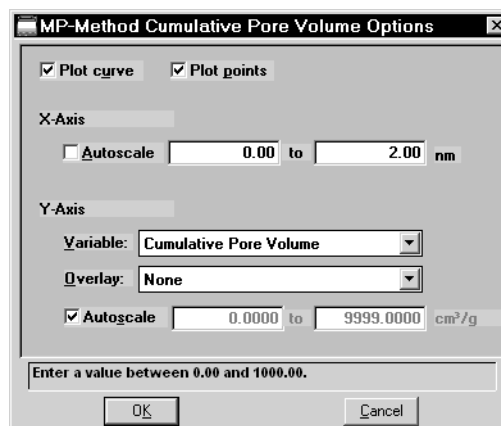 MP-Method Cumulative Pore Volume Options
Plot curve Plot points
X-Axis
Autoscale 0.00 to 2.00 nm
Y-Axis
Variable: Cumulative Pore Volume
Overlay: None
Autoscale 0.0000 to 9999.0000 cm³/g
Enter a value between 0.00 and 1000.00.
OK Cancel